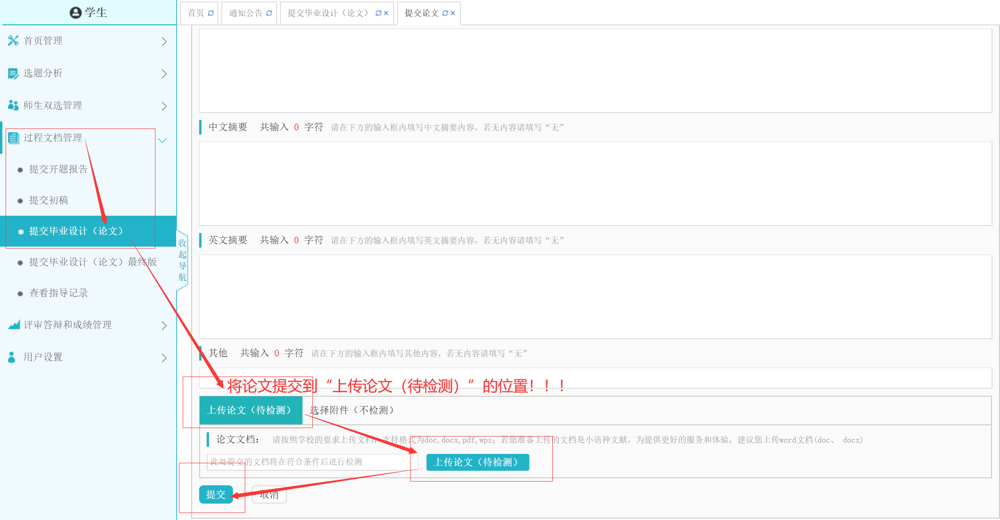 学生
首页
通知公告
提交毕业设计（论文）
提交论文
首页管理
选题分析
师生双选管理
过程文档管理
提交开题报告
提交初稿
提交毕业设计（论文）
提交毕业设计（论文）最终版
查看指导记录
评审答辩和成绩管理
用户设置
收起导航
中文摘要 共输入 0 字符 请在下方的输入框内填写中文摘要内容，若无内容请填写“无”
英文摘要 共输入 0 字符 请在下方的输入框内填写英文摘要内容，若无内容请填写“无”
其他 共输入 0 字符 请在下方的输入框内填写其他内容，若无内容请填写“无”
将论文提交到“上传论文（待检测）”的位置！！！
上传论文（待检测） 选择附件（不检测）
论文文档： 请按照学校的要求上传文档，支持格式为doc,docx,pdf,wps；若您准备上传的文档是小语种文献，为提供更好的服务和体验，建议您上传word文档(doc、 docx)
此处提交的文档将在符合条件后进行检测 上传论文（待检测）
提交 取消